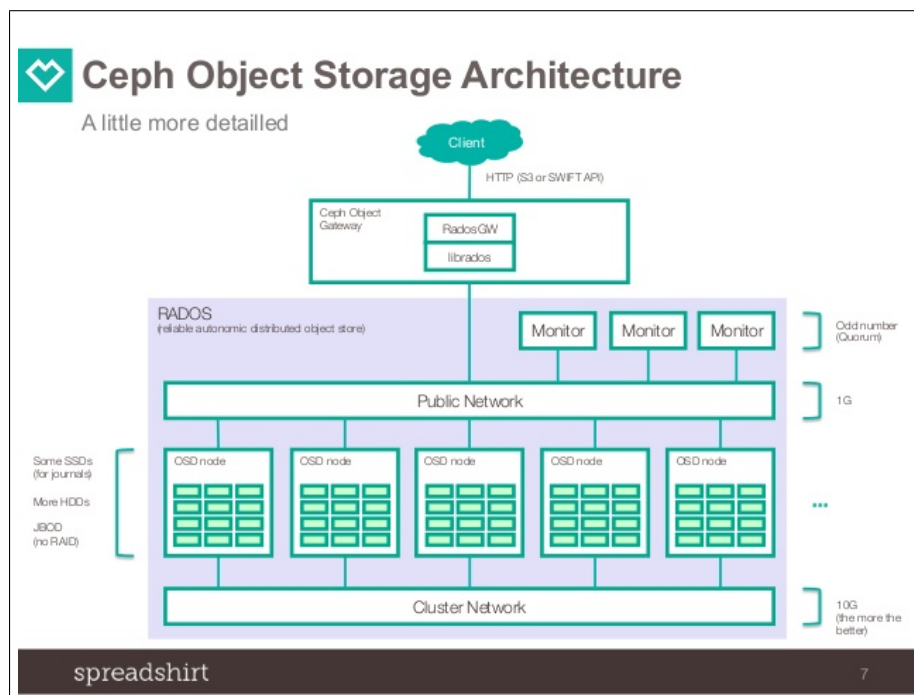 Ceph Object Storage Architecture
A little more detailled
Client
HTTP (S3 or SWIFT API)
Ceph Object
Gateway
RadosGW
librados
RADOS
(reliable autonomic distributed object store)
Monitor
Monitor
Monitor
Odd number
(Quorum)
Public Network
1G
Some SSDs
(for journals)
More HDDs
JBOD
(no RAID)
OSD node
OSD node
OSD node
OSD node
OSD node
...
Cluster Network
10G
(the more the
better)
spreadshirt
7